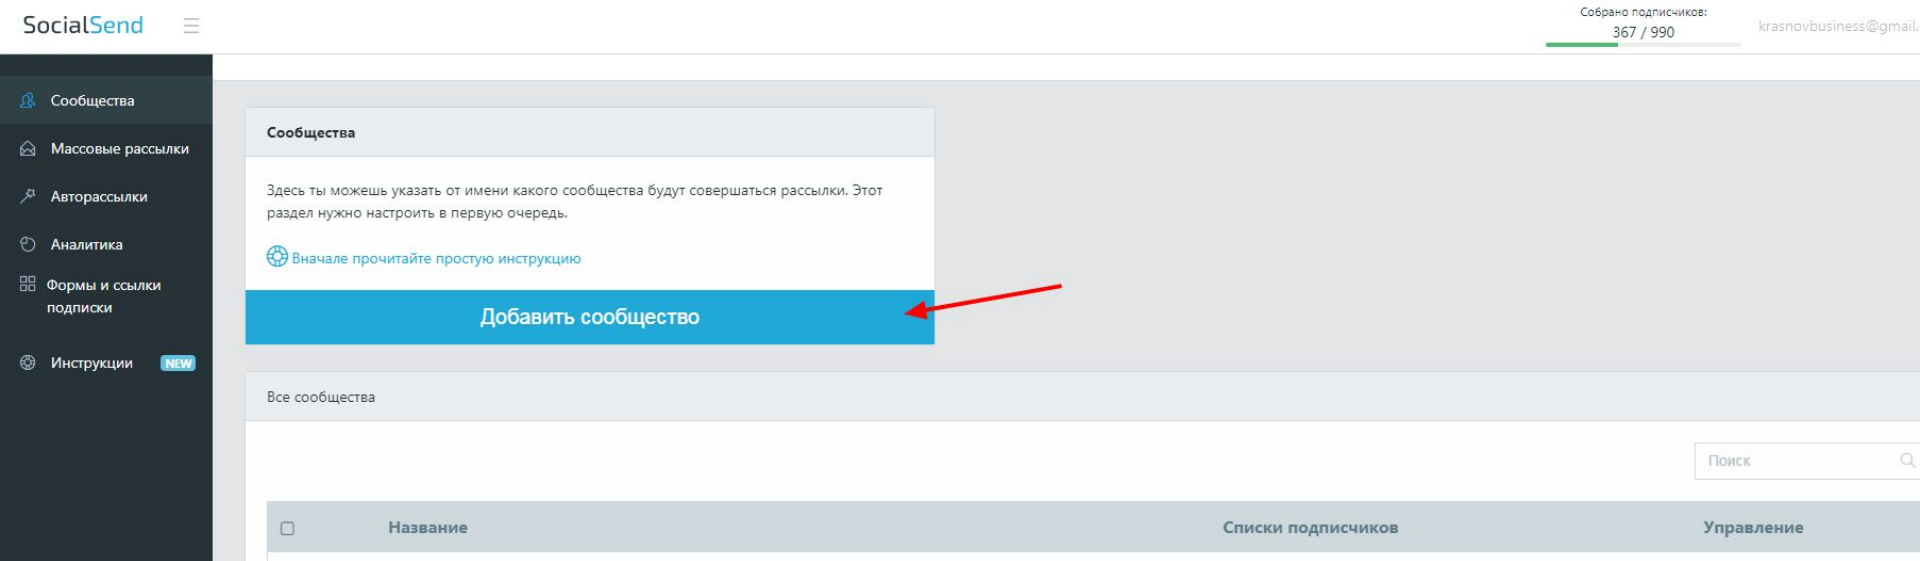 SocialSend
Собрано подписчиков:
367 / 990
krasnovbusiness@gmail.
Сообщества
Массовые рассылки
Авторассылки
Аналитика
Формы и ссылки
подписки
Инструкции NEW
Сообщества
Здесь ты можешь указать от имени какого сообщества будут совершаться рассылки. Этот
раздел нужно настроить в первую очередь.
Вначале прочитайте простую инструкцию
Добавить сообщество
Все сообщества
Поиск
Название Списки подписчиков Управление